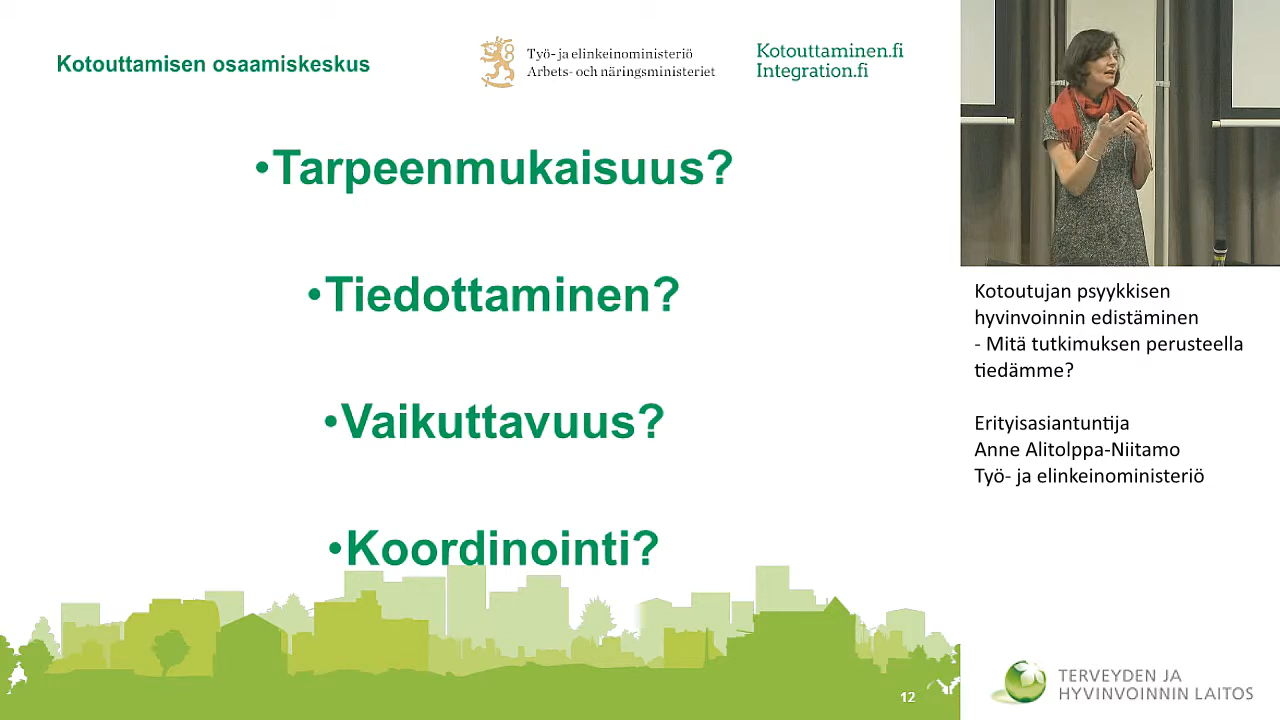 Kotouttamisen osaamiskeskus
Työ- ja elinkeinoministeriö
Arbets- och näringsministeriet
Kotouttaminen.fi
Integration.fi
•Tarpeenmukaisuus?
•Tiedottaminen?
•Vaikuttavuus?
•Koordinointi?
12
Kotoutujan psyykkisen
hyvinvoinnin edistäminen
- Mitä tutkimuksen perusteella
tiedämme?
Erityisasiantuntija
Anne Alitolppa-Niitamo
Työ- ja elinkeinoministeriö
TERVEYDEN JA
HYVINVOINNIN LAITOS